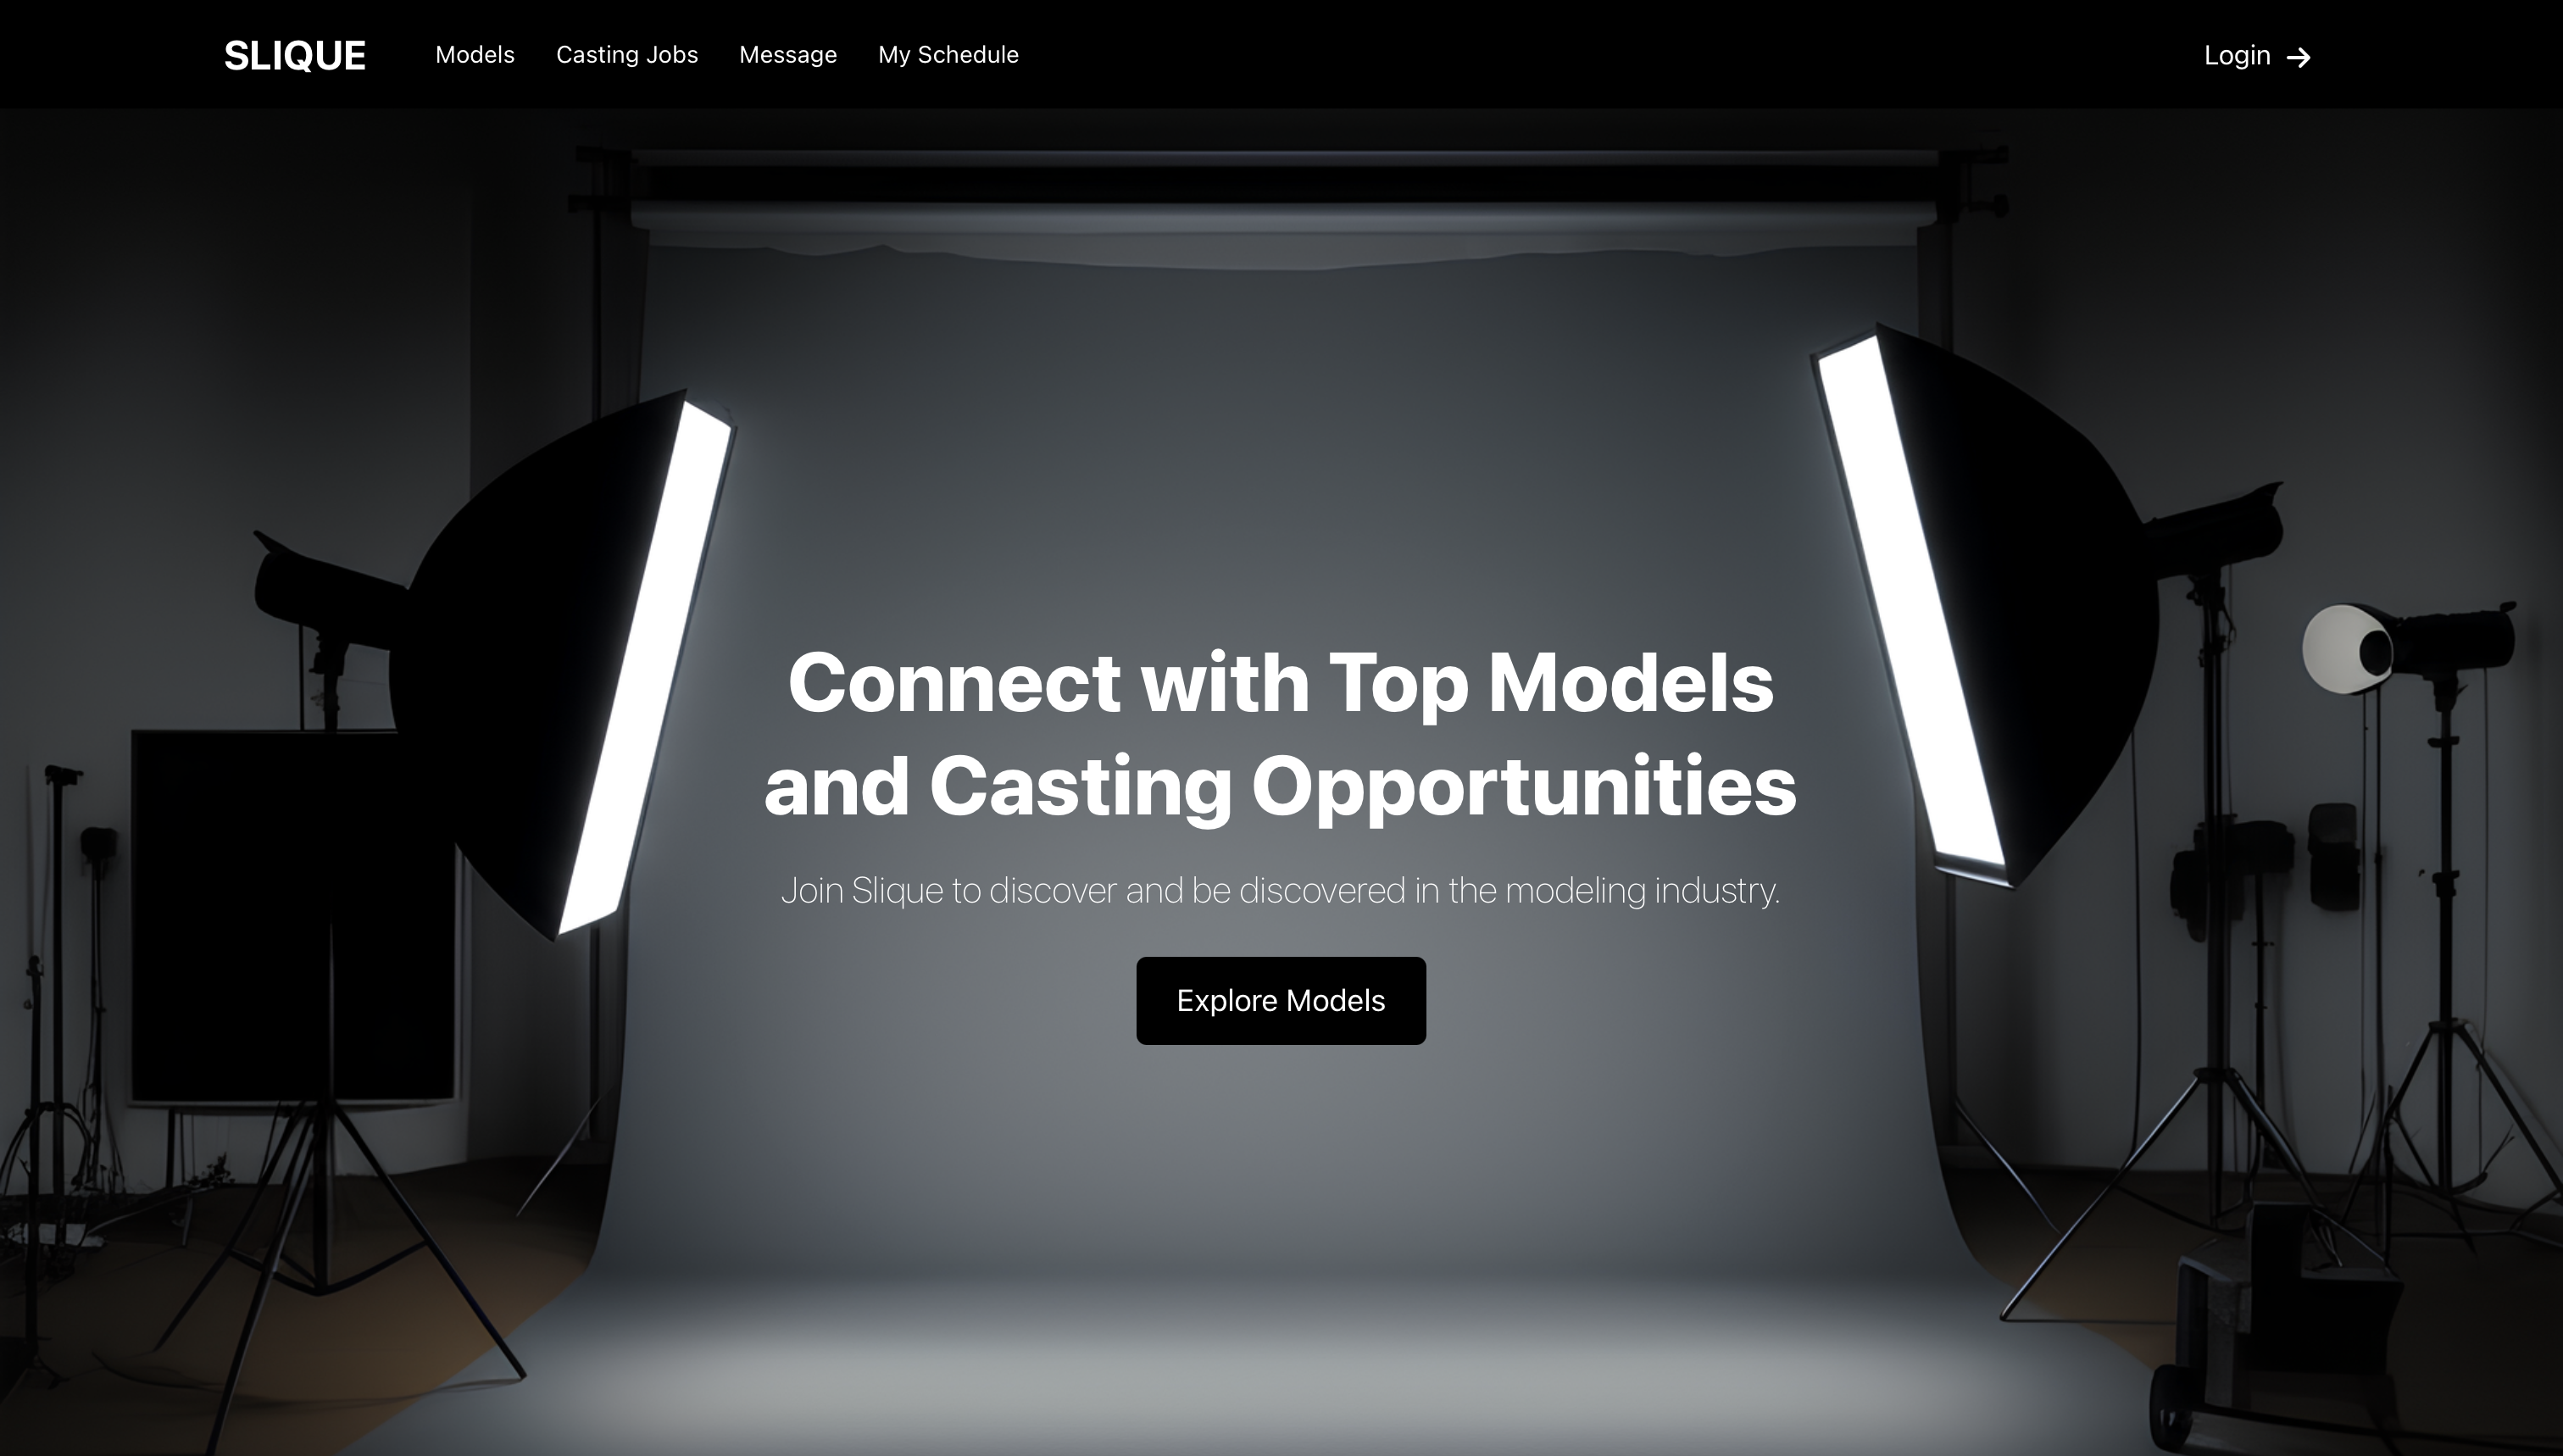 SLIQUE Models Casting Jobs Message My Schedule Login →
Connect with Top Models
and Casting Opportunities
Join Slique to discover and be discovered in the modeling industry.
Explore Models